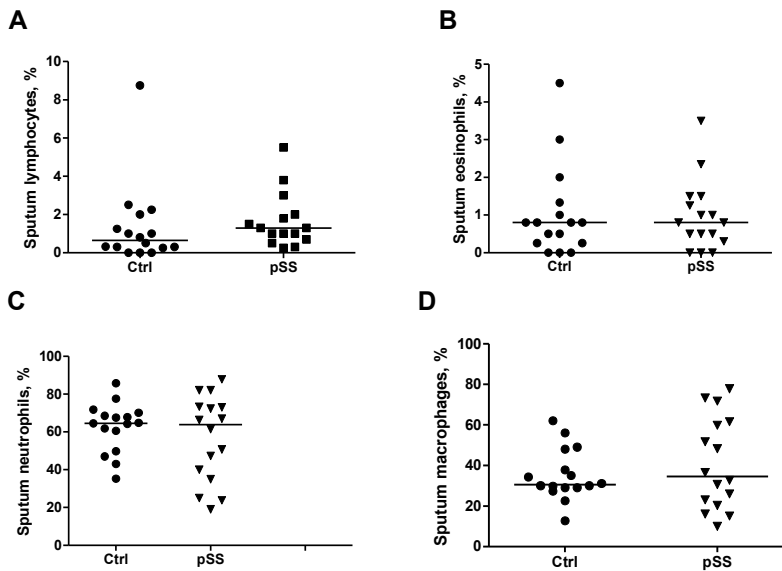 A
Sputum lymphocytes, %
10
8
6
4
2
0
Ctrl pSS
B
Sputum eosinophils, %
5
4
3
2
1
0
Ctrl pSS
C
Sputum neutrophils, %
100
80
60
40
20
0
Ctrl pSS
D
Sputum macrophages, %
100
80
60
40
20
0
Ctrl pSS